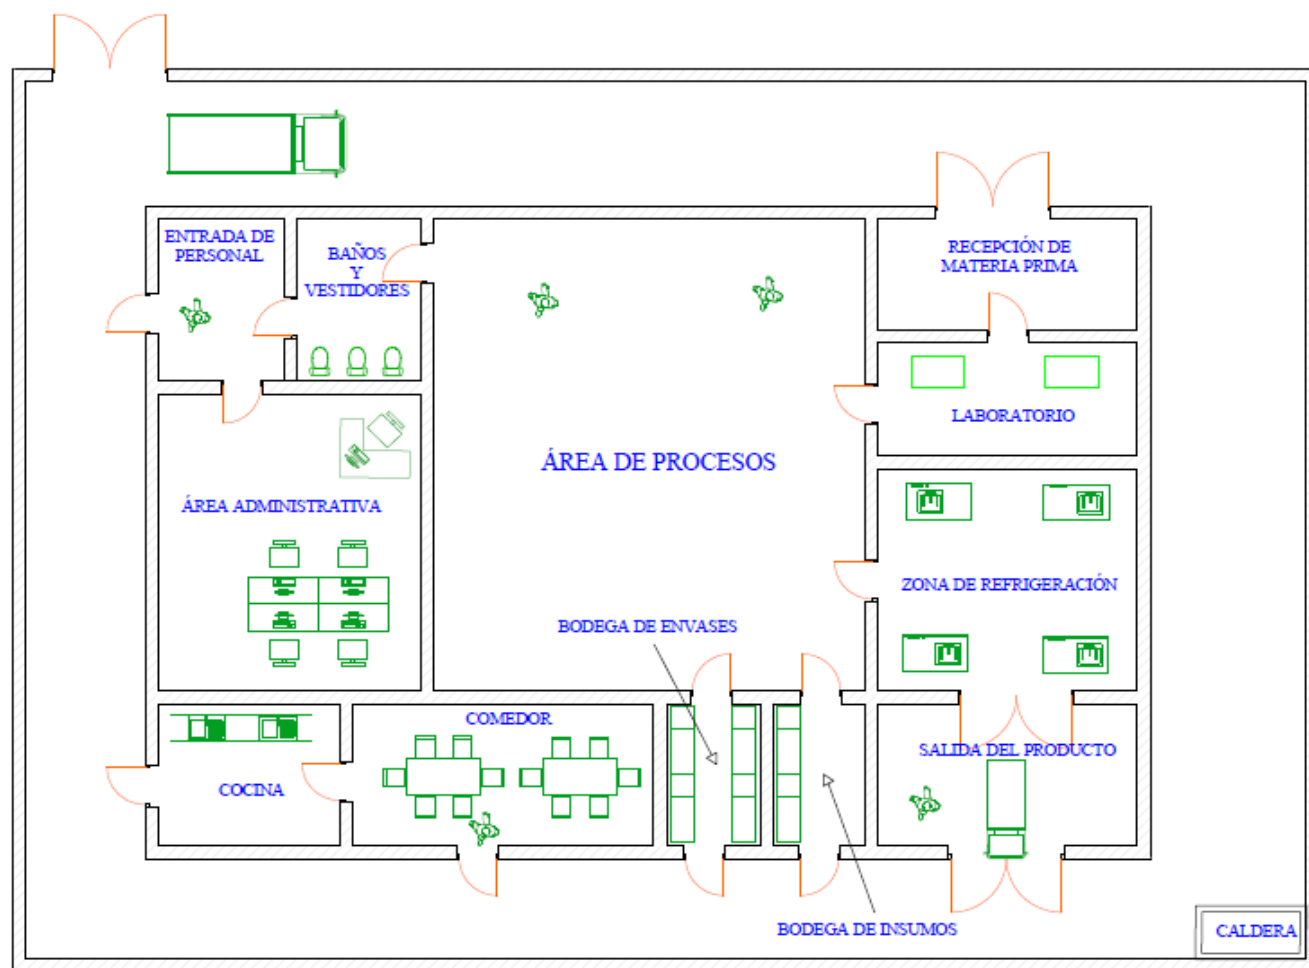 ENTRADA DE
PERSONAL
BAÑOS
Y
VESTIDORES
RECEPCIÓN DE
MATERIA PRIMA
LABORATORIO
ÁREA DE PROCESOS
ÁREA ADMINISTRATIVA
ZONA DE REFRIGERACIÓN
BODEGA DE ENVASES
COMEDOR
SALIDA DEL PRODUCTO
COCINA
BODEGA DE INSUMOS
CALDERA